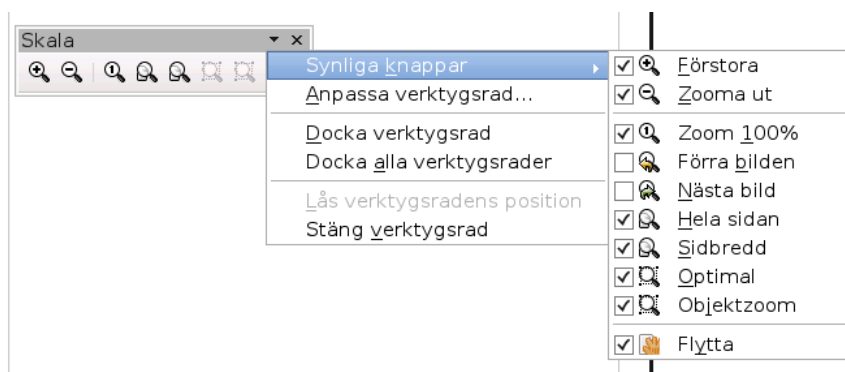 Skala
Synliga knappar
Anpassa verktygsrad...
Docka verktygsrad
Docka alla verktygsrader
Lås verktygsradens position
Stäng verktygsrad
Förstora
Zooma ut
Zoom 100%
Förra bilden
Nästa bild
Hela sidan
Sidbredd
Optimal
Objektzoom
Flytta